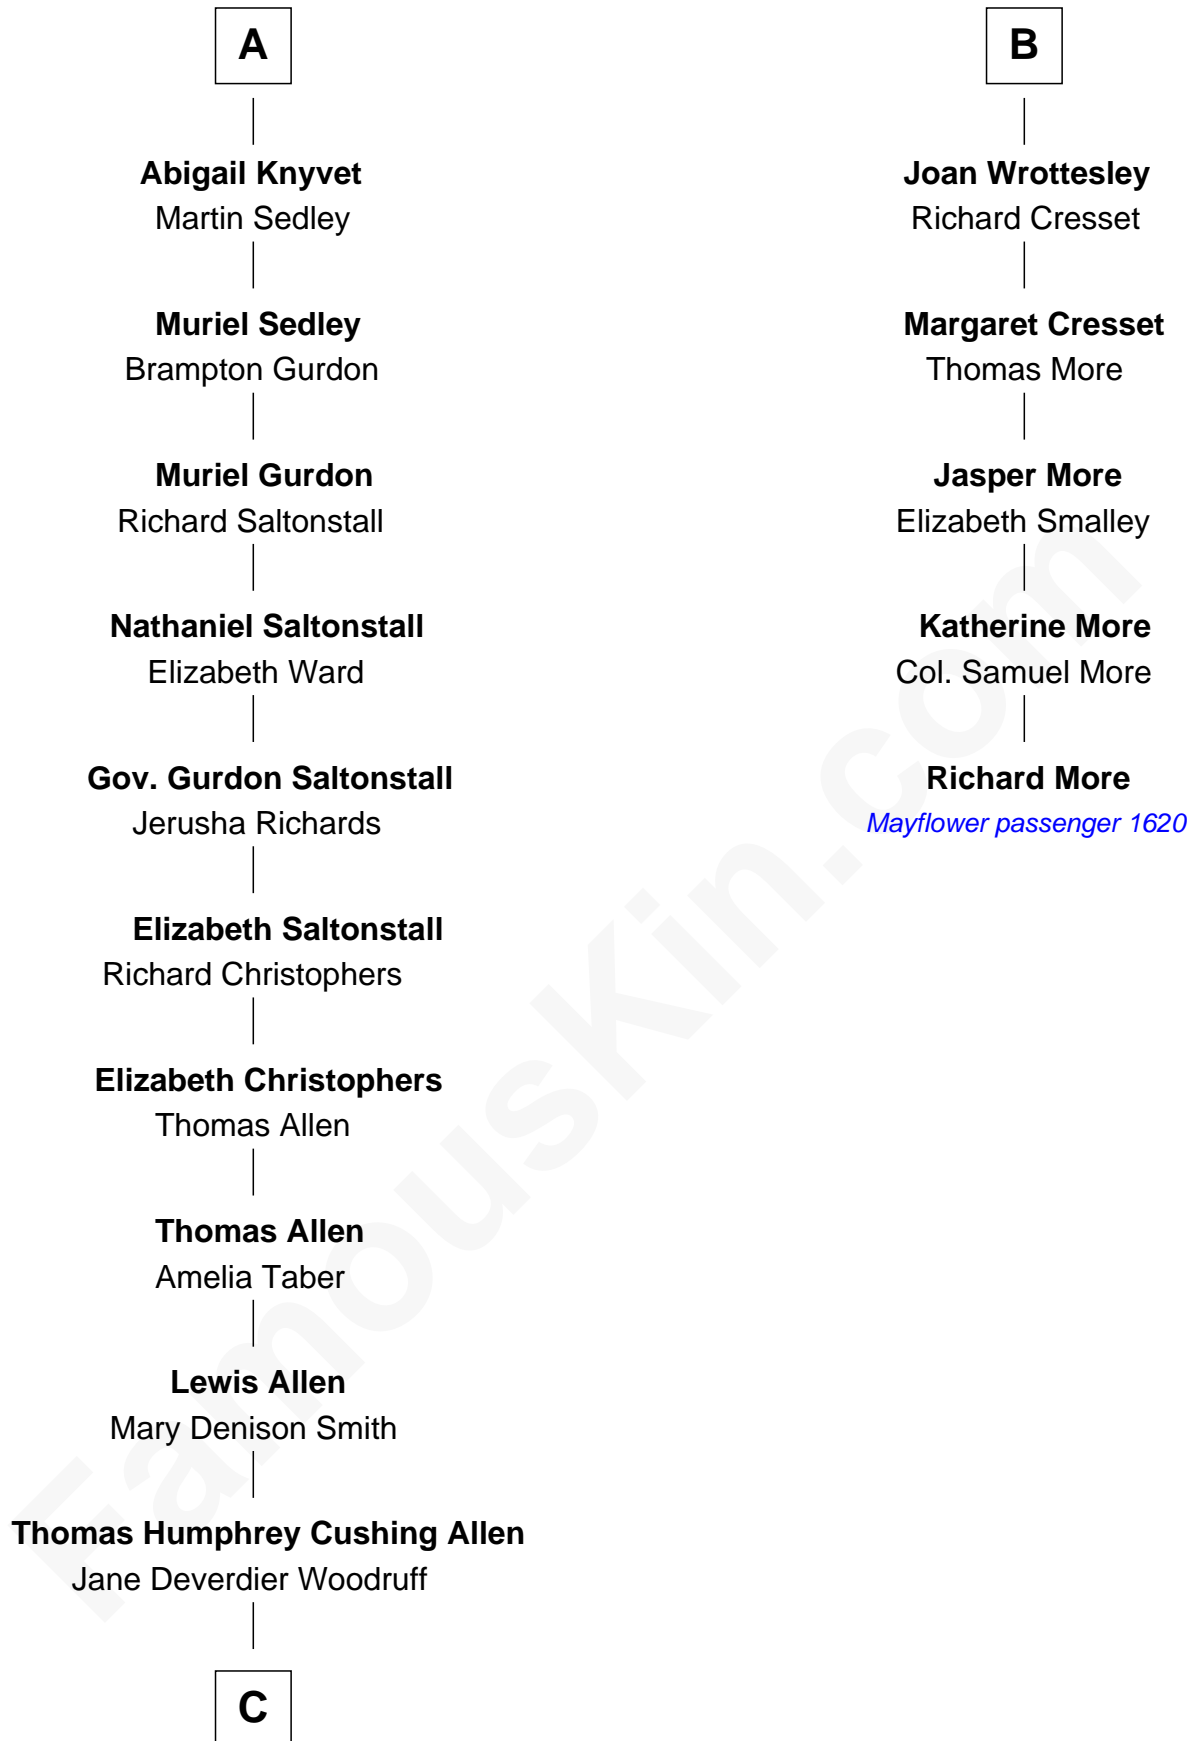 A
Abigail Knyvet
Martin Sedley
Muriel Sedley
Brampton Gurdon
Muriel Gurdon
Richard Saltonstall
Nathaniel Saltonstall
Elizabeth Ward
Gov. Gurdon Saltonstall
Jerusha Richards
Elizabeth Saltonstall
Richard Christophers
Elizabeth Christophers
Thomas Allen
Thomas Allen
Amelia Taber
Lewis Allen
Mary Denison Smith
Thomas Humphrey Cushing Allen
Jane Deverdier Woodruff
C
B
Joan Wrottesley
Richard Cresset
Margaret Cresset
Thomas More
Jasper More
Elizabeth Smalley
Katherine More
Col. Samuel More
Richard More
Mayflower passenger 1620
FamousKin.com